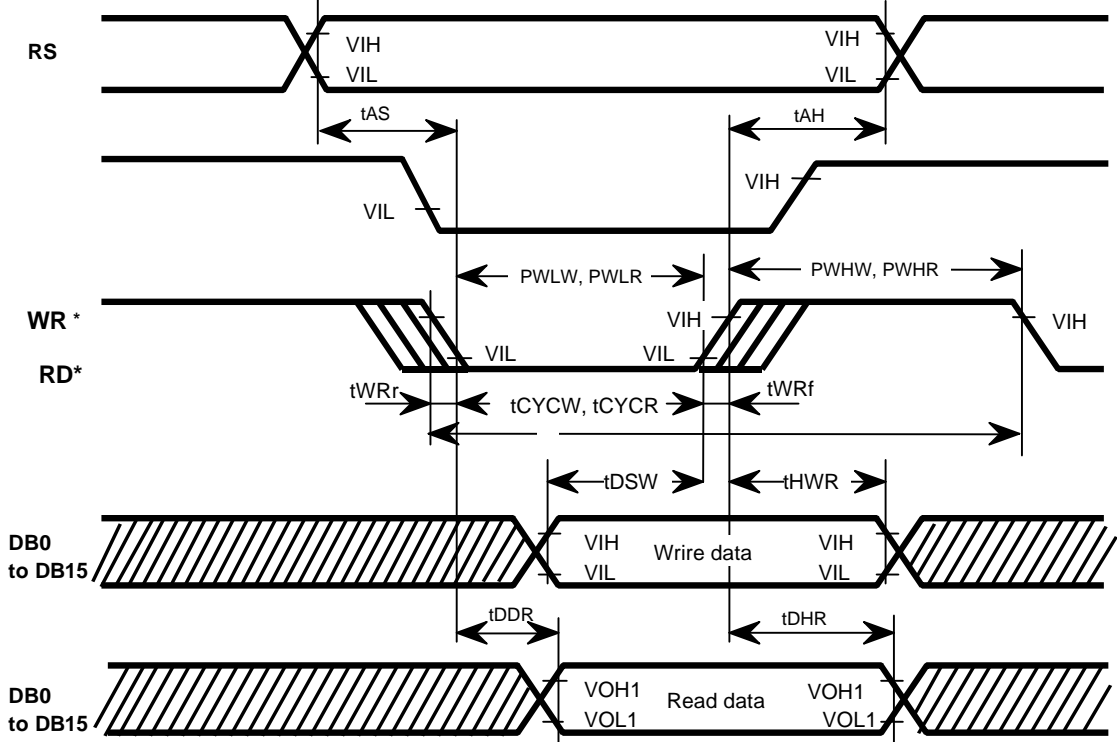 RS
VIH
VIH
VIL
VIL
tAS
tAH
VIH
VIL
PWLW, PWLR
PWHW, PWHR
WR *
VIH
VIH
VIL
VIL
RD*
tWRr
tCYCW, tCYCR
tWRf
tDSW
tHWR
DB0
to DB15
VIH
Wrire data
VIH
VIL
VIL
tDDR
tDHR
DB0
to DB15
VOH1
Read data
VOH1
VOL1
VOL1